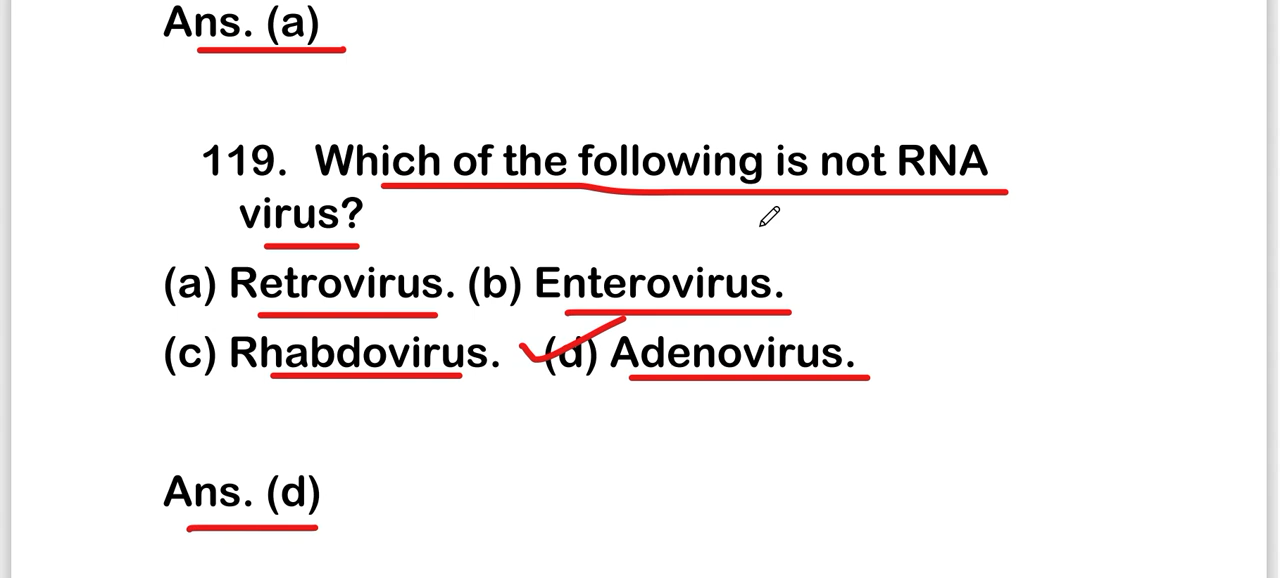 Ans. (a)
119. Which of the following is not RNA
virus?
(a) Retrovirus. (b) Enterovirus.
(c) Rhabdovirus. (d) Adenovirus.
Ans. (d)